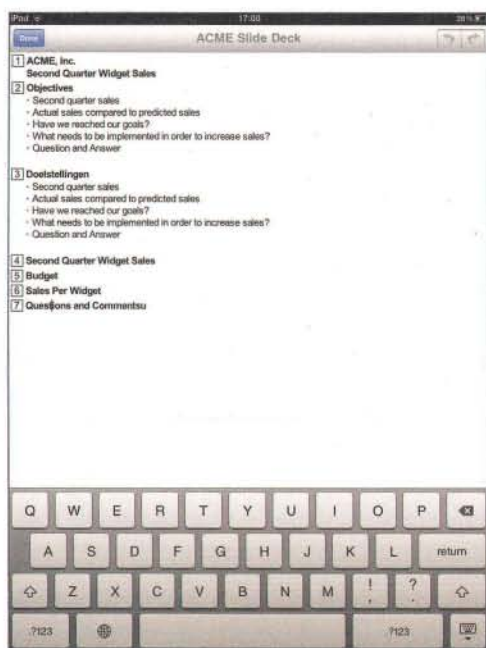 iPad
17:00
28%
Done
ACME Slide Deck
1 ACME, Inc.
Second Quarter Widget Sales
2 Objectives
- Second quarter sales
- Actual sales compared to predicted sales
- Have we reached our goals?
- What needs to be implemented in order to increase sales?
- Question and Answer
3 Doelstellingen
- Second quarter sales
- Actual sales compared to predicted sales
- Have we reached our goals?
- What needs to be implemented in order to increase sales?
- Question and Answer
4 Second Quarter Widget Sales
5 Budget
6 Sales Per Widget
7 Questions and Commentsu
Q W E R T Y U I O P
A S D F G H J K L return
Z X C V B N M ! , ? .
.?123 .?123